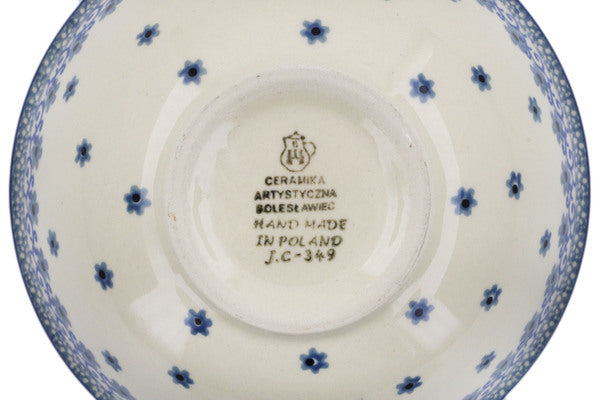 CERAMIKA
ARTYSTYCZNA
BOLESŁAWIEC
HAND MADE
IN POLAND
J.C-349